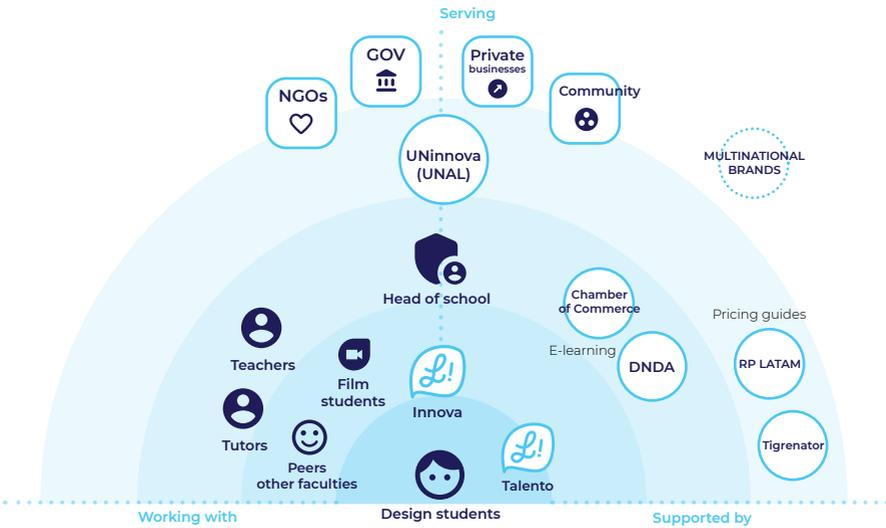 Serving
GOV
Private
businesses
NGOs
Community
UNinnova
(UNAL)
MULTINATIONAL
BRANDS
Head of school
Chamber
of Commerce
Pricing guides
E-learning
DNDA
RP LATAM
Teachers
Film
students
L!
Innova
Tutors
Peers
other faculties
L!
Talento
Tigrenator
Design students
Working with
Supported by